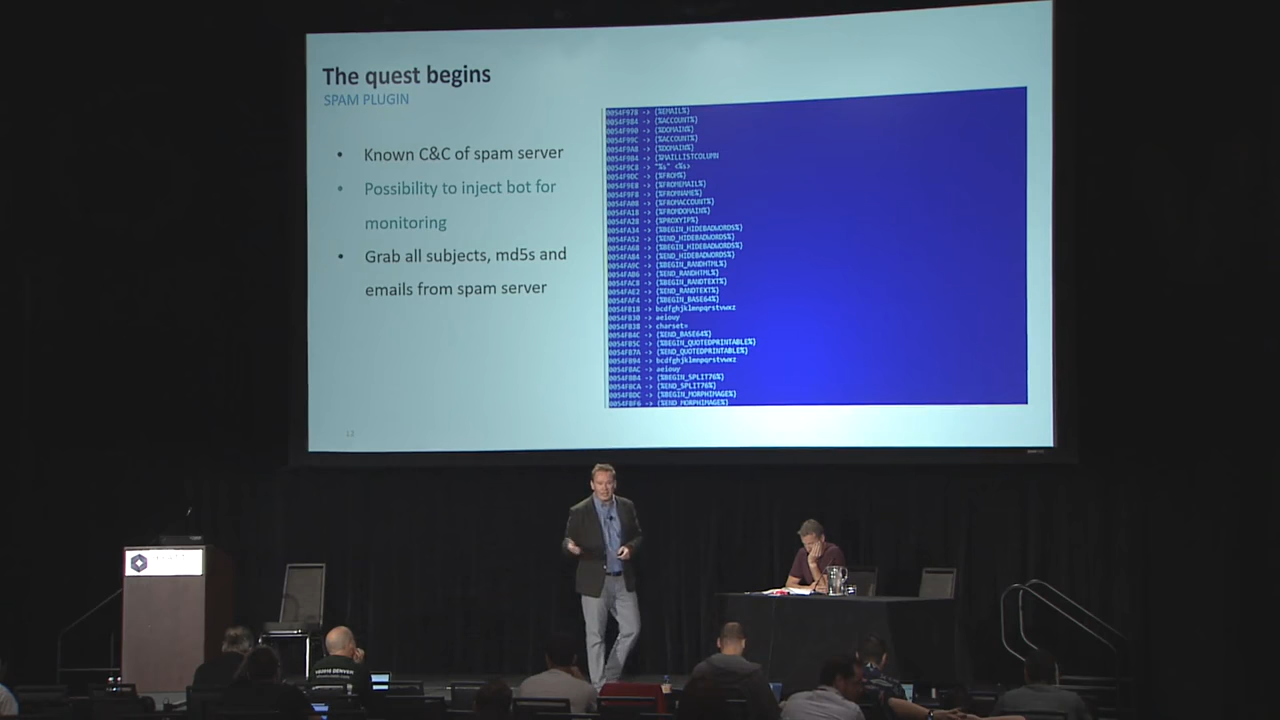 The quest begins
SPAM PLUGIN
• Known C&C of spam server
• Possibility to inject bot for
monitoring
• Grab all subjects, md5s and
emails from spam server
0054F978 -> {%EMAIL%}
0054F984 -> {%ACCOUNT%}
0054F990 -> {%DOMAIN%}
0054F99C -> {%ACCOUNT%}
0054F9A8 -> {%DOMAIN%}
0054F9B4 -> {%MAILLISTCOLUMN
0054F9C8 -> "%s" <%s>
0054F9DC -> {%FROM%}
0054F9E8 -> {%FROMEMAIL%}
0054F9F8 -> {%FROMNAME%}
0054FA08 -> {%FROMACCOUNT%}
0054FA18 -> {%FROMDOMAIN%}
0054FA28 -> {%PROXYIP%}
0054FA34 -> {%BEGIN_HIDEBADWORDS%}
0054FA52 -> {%END_HIDEBADWORDS%}
0054FA68 -> {%BEGIN_HIDEBADWORDS%}
0054FA84 -> {%END_HIDEBADWORDS%}
0054FA9C -> {%BEGIN_RANDHTML%}
0054FAB6 -> {%END_RANDHTML%}
0054FAC8 -> {%BEGIN_RANDTEXT%}
0054FAE2 -> {%END_RANDTEXT%}
0054FAF4 -> {%BEGIN_BASE64%}
0054FB18 -> bcdfghjklmnpqrstvwxz
0054FB30 -> aeiouy
0054FB38 -> charset=
0054FB4C -> {%END_BASE64%}
0054FB5C -> {%BEGIN_QUOTEDPRINTABLE%}
0054FB7A -> {%END_QUOTEDPRINTABLE%}
0054FB94 -> bcdfghjklmnpqrstvwxz
0054FBAC -> aeiouy
0054FBB4 -> {%BEGIN_SPLIT76%}
0054FBCA -> {%END_SPLIT76%}
0054FBDC -> {%BEGIN_MORPHIMAGE%}
0054FBF6 -> {%END_MORPHIMAGE%}
VB2016 DENVER